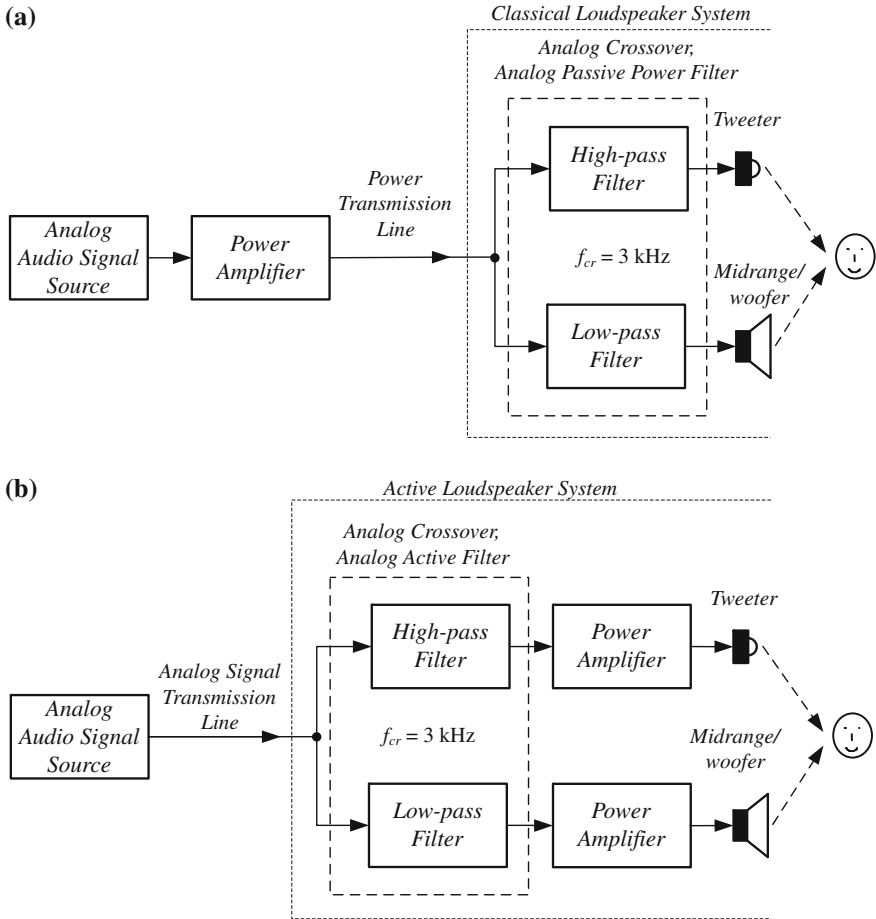 (a)
Classical Loudspeaker System
Analog Crossover,
Analog Passive Power Filter
Tweeter
High-pass
Filter
Power
Transmission
Line
Analog
Audio Signal
Source
Power
Amplifier
f_cr = 3 kHz
Midrange/
woofer
Low-pass
Filter
(b)
Active Loudspeaker System
Analog Crossover,
Analog Active Filter
Tweeter
High-pass
Filter
Power
Amplifier
Analog Signal
Transmission
Line
Analog
Audio Signal
Source
f_cr = 3 kHz
Midrange/
woofer
Low-pass
Filter
Power
Amplifier